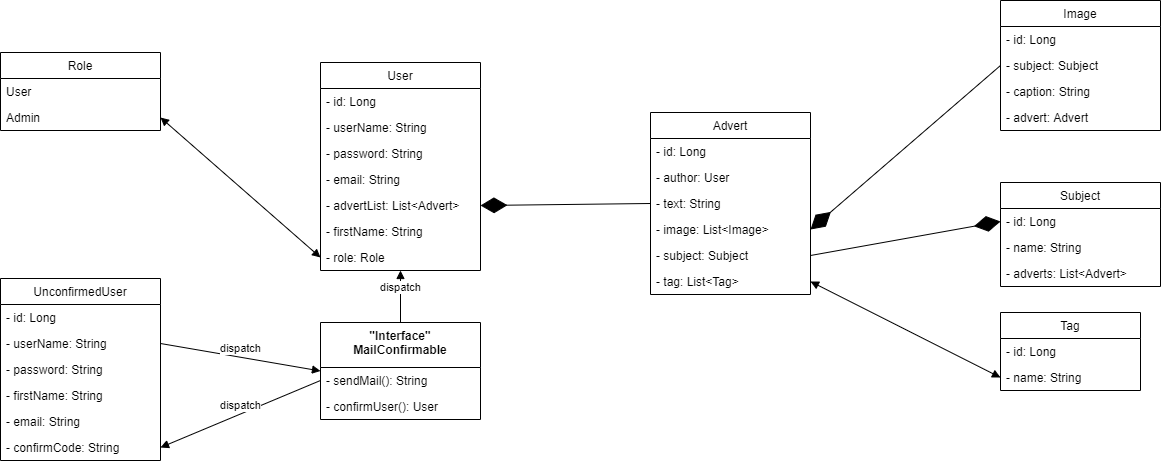 Role
User
Admin
User
- id: Long
- userName: String
- password: String
- email: String
- advertList: List<Advert>
- firstName: String
- role: Role
UnconfirmedUser
- id: Long
- userName: String
- password: String
- firstName: String
- email: String
- confirmCode: String
dispatch
dispatch
dispatch
"Interface"
MailConfirmable
- sendMail(): String
- confirmUser(): User
Advert
- id: Long
- author: User
- text: String
- image: List<Image>
- subject: Subject
- tag: List<Tag>
Image
- id: Long
- subject: Subject
- caption: String
- advert: Advert
Subject
- id: Long
- name: String
- adverts: List<Advert>
Tag
- id: Long
- name: String